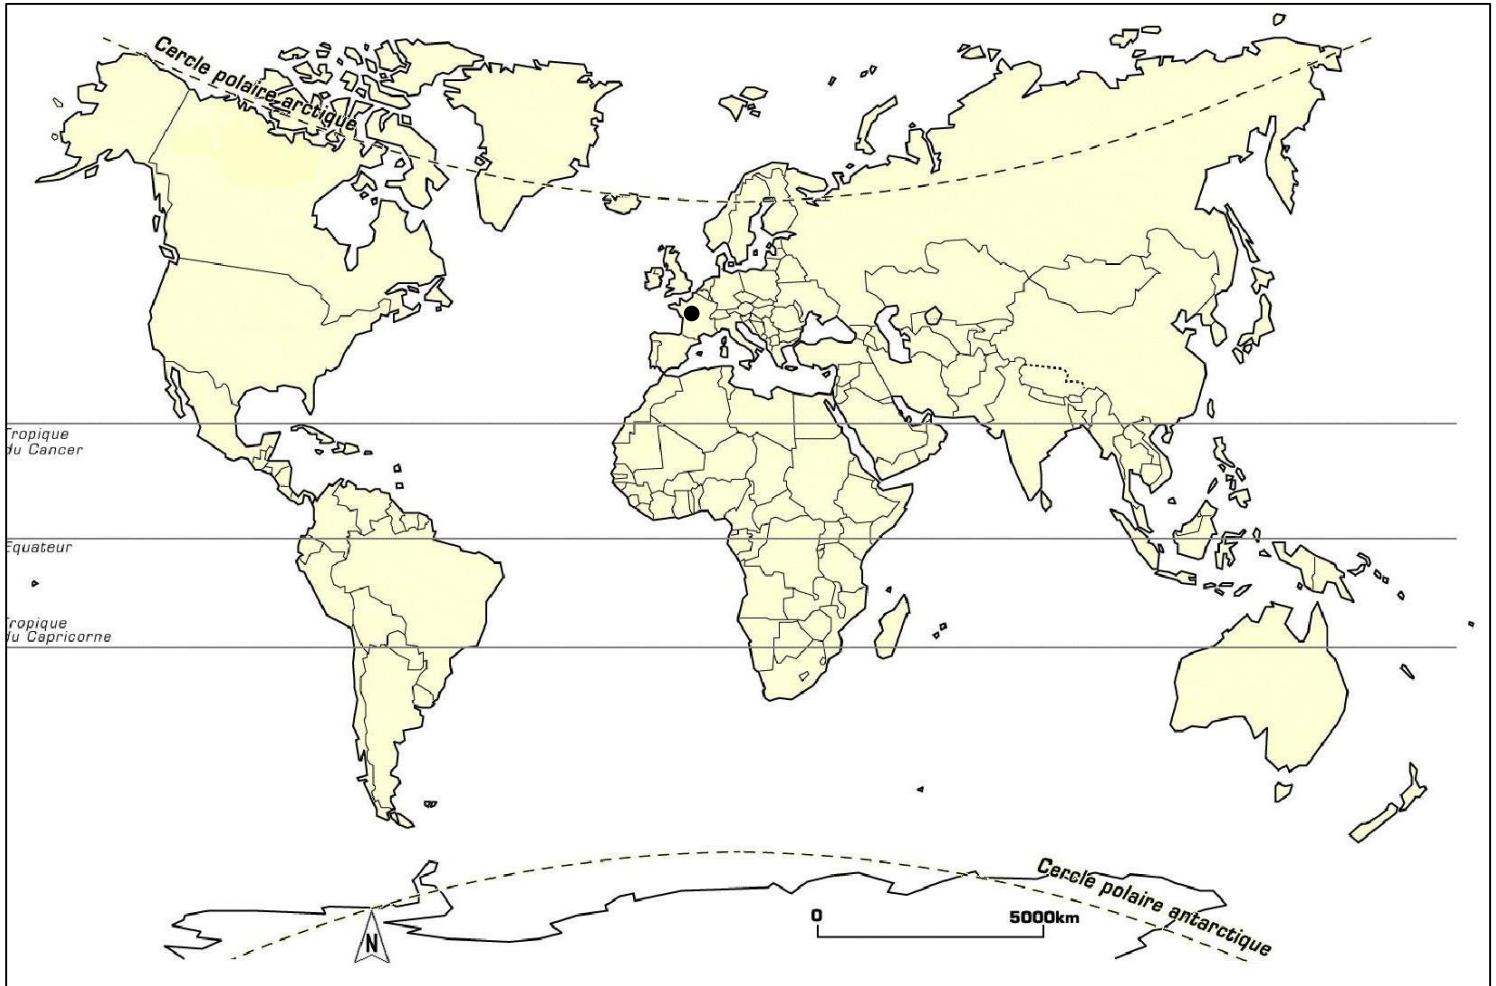 Cercle polaire arctique
Tropique
du Cancer
Equateur
Tropique
du Capricorne
Cercle polaire antarctique
0 5000km
N